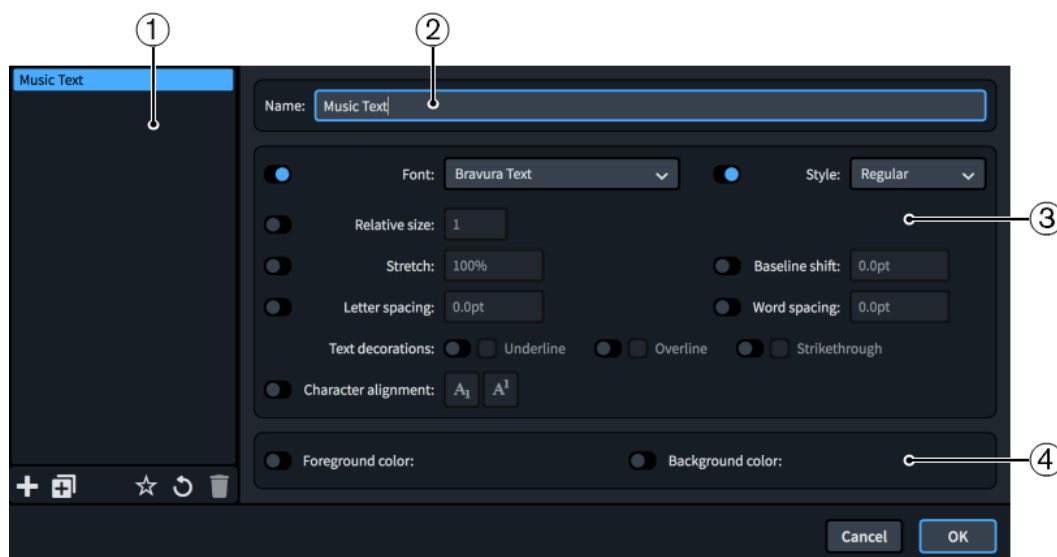 ① ②
Music Text
Name: Music Text
Font: Bravura Text Style: Regular
③
Relative size: 1
Stretch: 100% Baseline shift: 0.0pt
Letter spacing: 0.0pt Word spacing: 0.0pt
Text decorations: Underline Overline Strikethrough
Character alignment: A1 A1
Foreground color: Background color:
④
Cancel OK